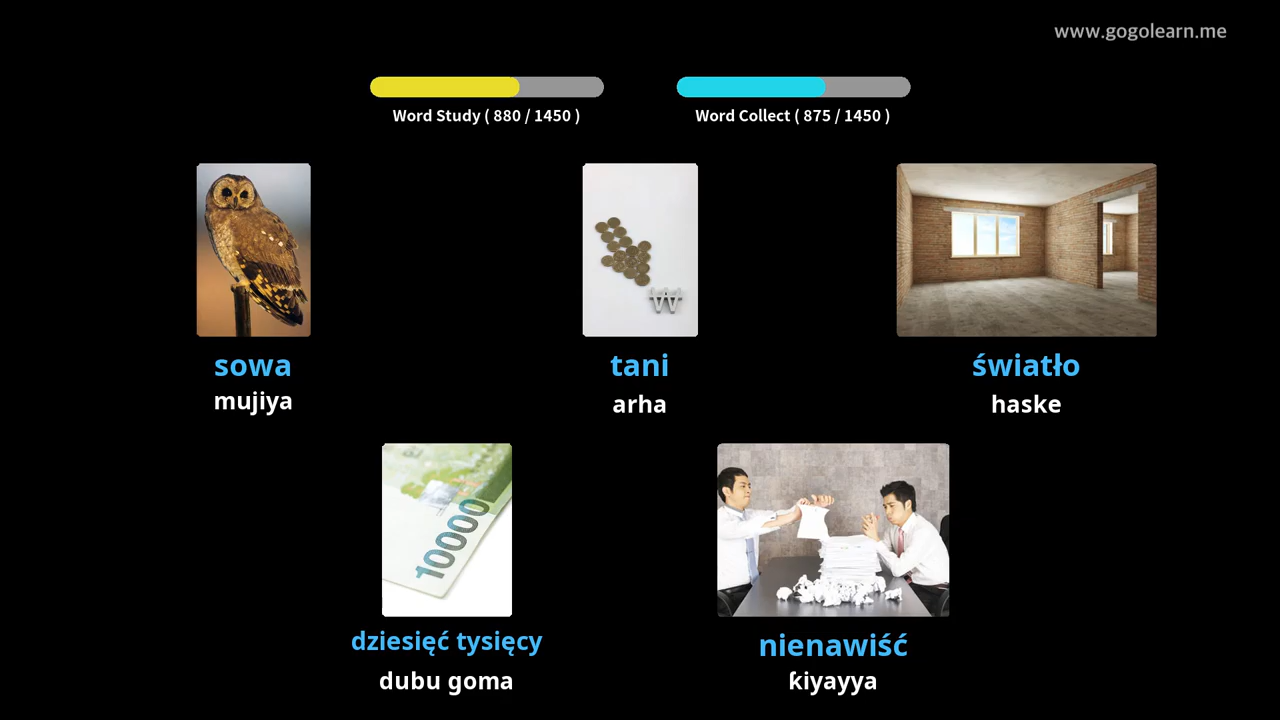 www.gogolearn.me
Word Study ( 880 / 1450 )
Word Collect ( 875 / 1450 )
sowa
mujiya
tani
arha
światło
haske
10000
dziesięć tysięcy
dubu goma
nienawiść
ƙiyayya